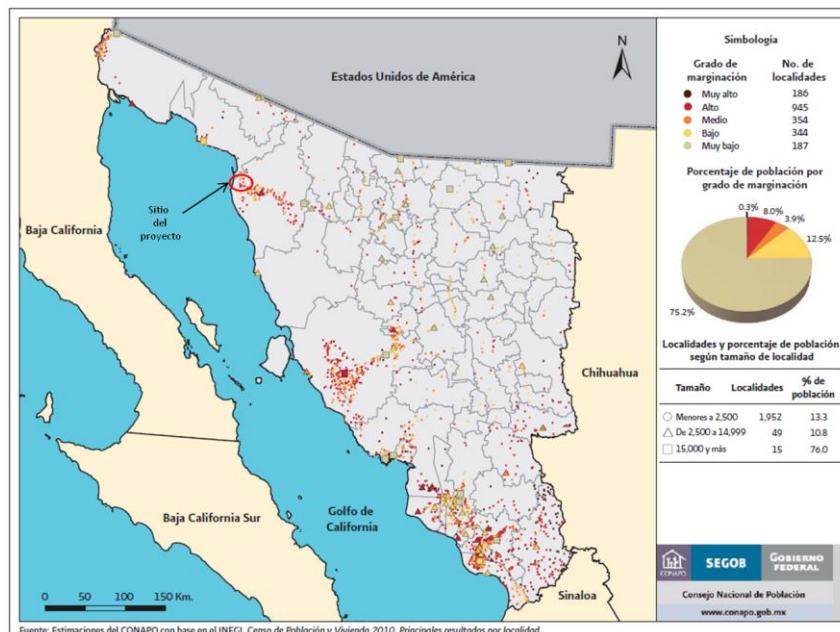 Estados Unidos de América
N
Baja California
Sitio
del
proyecto
Chihuahua
Baja California Sur
Golfo de
California
Sinaloa
0 50 100 150 Km.
Simbología
Grado de marginación No. de localidades
Muy alto 186
Alto 945
Medio 354
Bajo 344
Muy bajo 187
Porcentaje de población por
grado de marginación
0.3% 8.0% 3.9%
12.5%
75.2%
Localidades y porcentaje de población
según tamaño de localidad
Tamaño Localidades % de población
Menores a 2,500 1,952 13.3
De 2,500 a 14,999 49 10.8
15,000 y más 15 76.0
CONAPO SEGOB GOBIERNO FEDERAL
Consejo Nacional de Población
www.conapo.gob.mx
Fuente: Estimaciones del CONAPO con base en el INEGI, Censo de Población y Vivienda 2010, Principales resultados por localidad